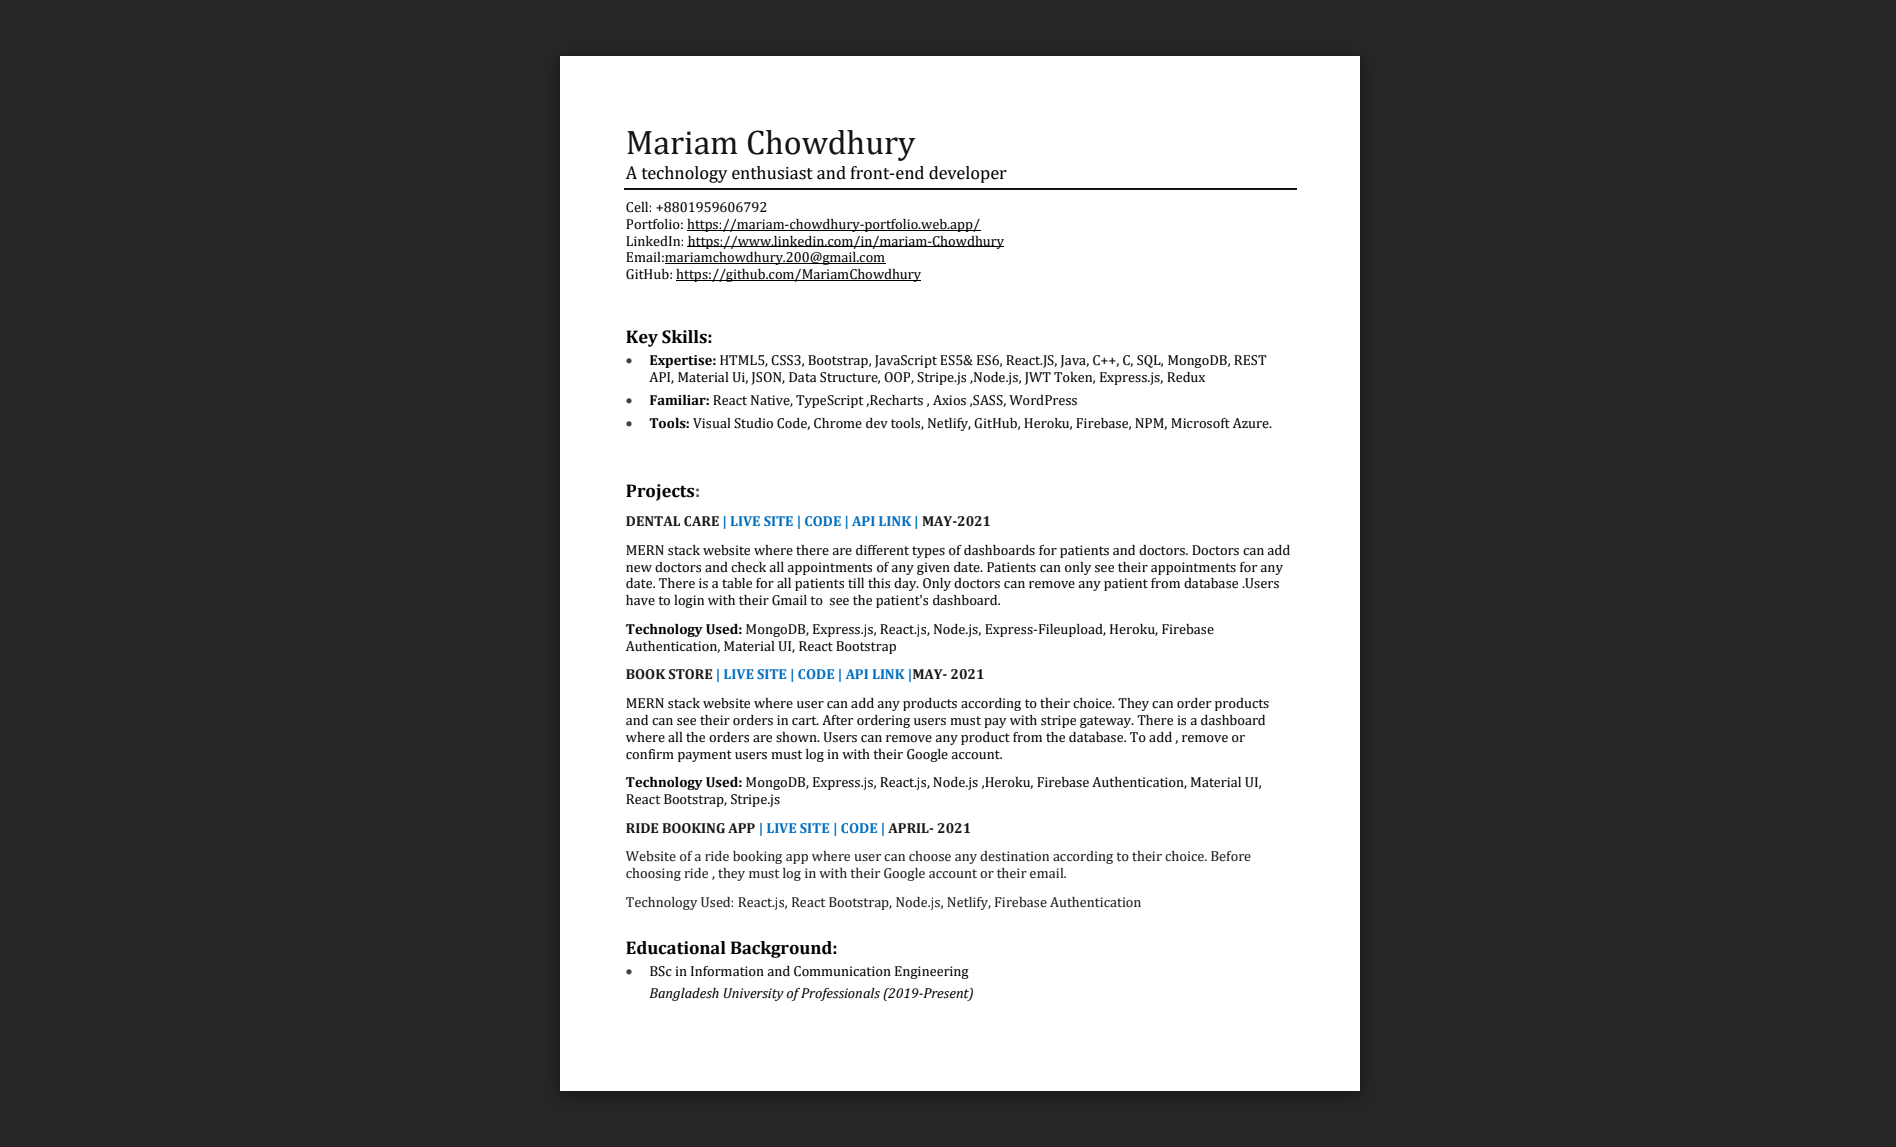 Mariam Chowdhury
A technology enthusiast and front-end developer
Cell: +8801959606792
Portfolio: https://mariam-chowdhury-portfolio.web.app/
LinkedIn: https://www.linkedin.com/in/mariam-Chowdhury
Email:mariamchowdhury.200@gmail.com
GitHub: https://github.com/MariamChowdhury
Key Skills:
• Expertise: HTML5, CSS3, Bootstrap, JavaScript ES5& ES6, React.JS, Java, C++, C, SQL, MongoDB, REST
API, Material Ui, JSON, Data Structure, OOP, Stripe.js ,Node.js, JWT Token, Express.js, Redux
• Familiar: React Native, TypeScript ,Recharts , Axios ,SASS, WordPress
• Tools: Visual Studio Code, Chrome dev tools, Netlify, GitHub, Heroku, Firebase, NPM, Microsoft Azure.
Projects:
DENTAL CARE | LIVE SITE | CODE | API LINK | MAY-2021
MERN stack website where there are different types of dashboards for patients and doctors. Doctors can add
new doctors and check all appointments of any given date. Patients can only see their appointments for any
date. There is a table for all patients till this day. Only doctors can remove any patient from database .Users
have to login with their Gmail to  see the patient's dashboard.
Technology Used: MongoDB, Express.js, React.js, Node.js, Express-Fileupload, Heroku, Firebase
Authentication, Material UI, React Bootstrap
BOOK STORE | LIVE SITE | CODE | API LINK |MAY- 2021
MERN stack website where user can add any products according to their choice. They can order products
and can see their orders in cart. After ordering users must pay with stripe gateway. There is a dashboard
where all the orders are shown. Users can remove any product from the database. To add , remove or
confirm payment users must log in with their Google account.
Technology Used: MongoDB, Express.js, React.js, Node.js ,Heroku, Firebase Authentication, Material UI,
React Bootstrap, Stripe.js
RIDE BOOKING APP | LIVE SITE | CODE | APRIL- 2021
Website of a ride booking app where user can choose any destination according to their choice. Before
choosing ride , they must log in with their Google account or their email.
Technology Used: React.js, React Bootstrap, Node.js, Netlify, Firebase Authentication
Educational Background:
• BSc in Information and Communication Engineering
Bangladesh University of Professionals (2019-Present)